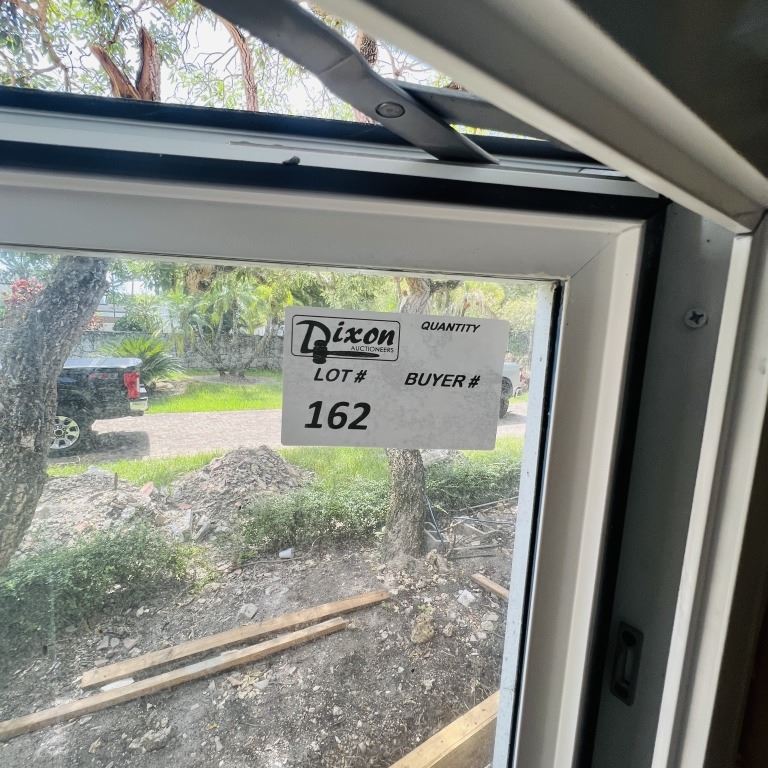 Dixon
AUCTIONEERS
QUANTITY
LOT #
BUYER #
162